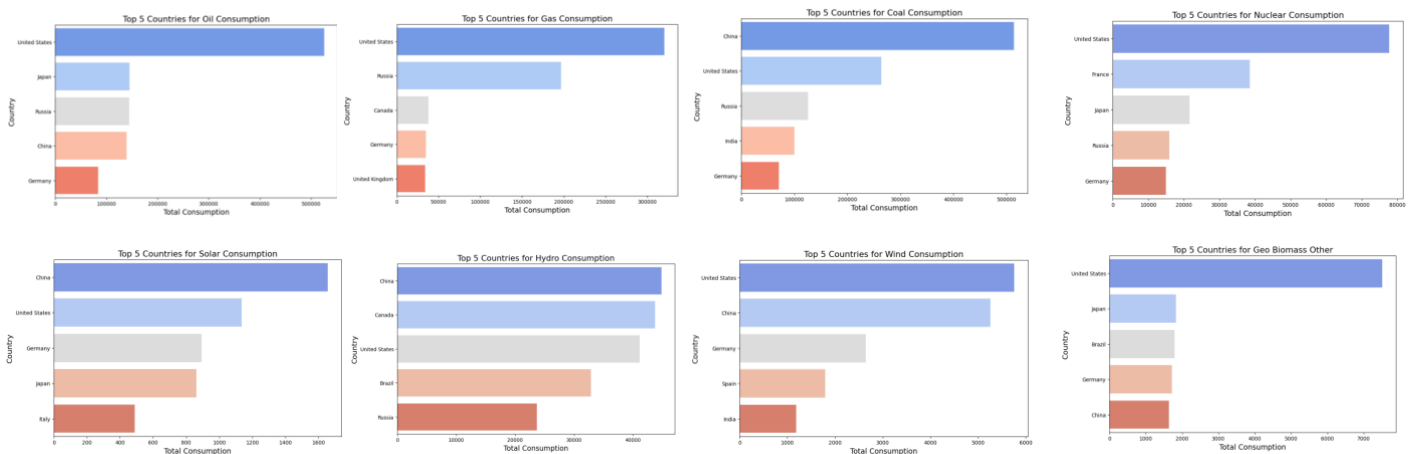 Top 5 Countries for Oil Consumption
Country
United States
Japan
Russia
China
Germany
0 100000 200000 300000 400000 500000
Total Consumption
Top 5 Countries for Gas Consumption
Country
United States
Russia
Canada
Germany
United Kingdom
0 50000 100000 150000 200000 250000 300000
Total Consumption
Top 5 Countries for Coal Consumption
Country
China
United States
Russia
India
Germany
0 100000 200000 300000 400000 500000
Total Consumption
Top 5 Countries for Nuclear Consumption
Country
United States
France
Japan
Russia
Germany
0 10000 20000 30000 40000 50000 60000 70000 80000
Total Consumption
Top 5 Countries for Solar Consumption
Country
China
United States
Germany
Japan
Italy
0 200 400 600 800 1000 1200 1400 1600
Total Consumption
Top 5 Countries for Hydro Consumption
Country
China
Canada
United States
Brazil
Russia
0 10000 20000 30000 40000
Total Consumption
Top 5 Countries for Wind Consumption
Country
United States
China
Germany
Spain
India
0 1000 2000 3000 4000 5000 6000
Total Consumption
Top 5 Countries for Geo Biomass Other
Country
United States
Japan
Brazil
Germany
China
0 1000 2000 3000 4000 5000 6000 7000
Total Consumption